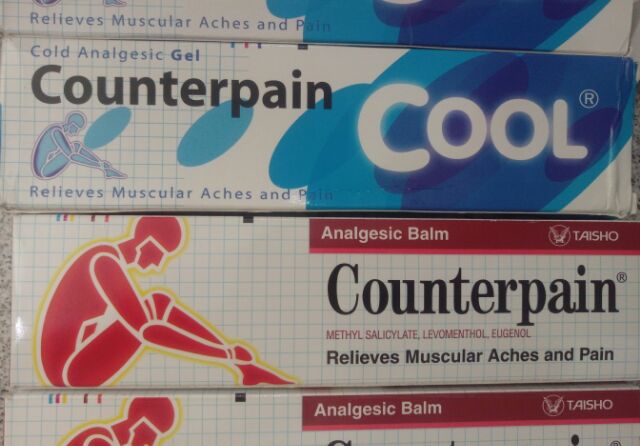 Relieves Muscular Aches and Pain
Cold Analgesic Gel
Counterpain
COOL®
Relieves Muscular Aches and Pain
Analgesic Balm
TAISHO
Counterpain®
METHYL SALICYLATE, LEVOMENTHOL, EUGENOL
Relieves Muscular Aches and Pain
Analgesic Balm
TAISHO
Counterpain®